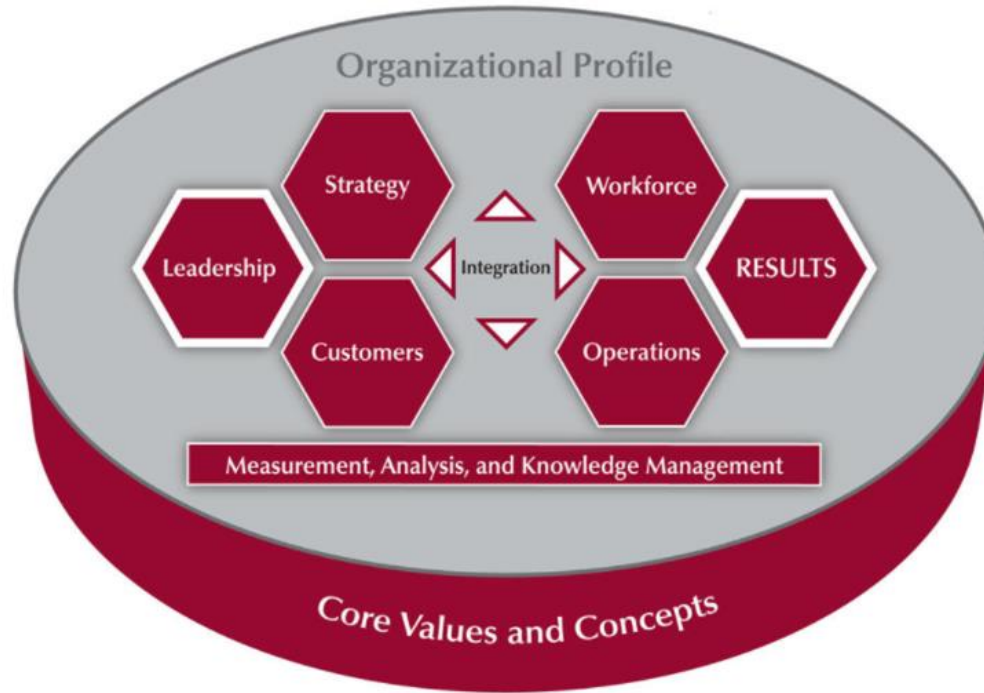 Organizational Profile
Strategy
Workforce
Leadership
Integration
RESULTS
Customers
Operations
Measurement, Analysis, and Knowledge Management
Core Values and Concepts